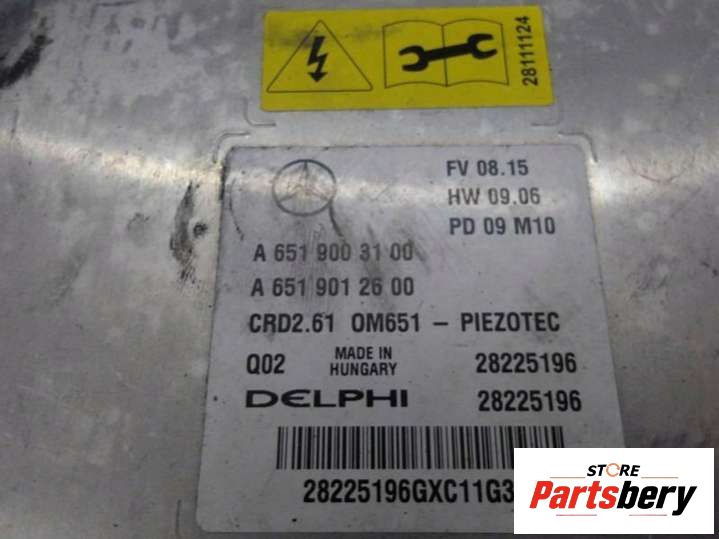 28111124
FV 08.15
HW 09.06
PD 09 M10
A 651 900 31 00
A 651 901 26 00
CRD2.61 OM651 - PIEZOTEC
Q02 MADE IN HUNGARY 28225196
DELPHI 28225196
28225196GXC11G3
STORE
Partsbery